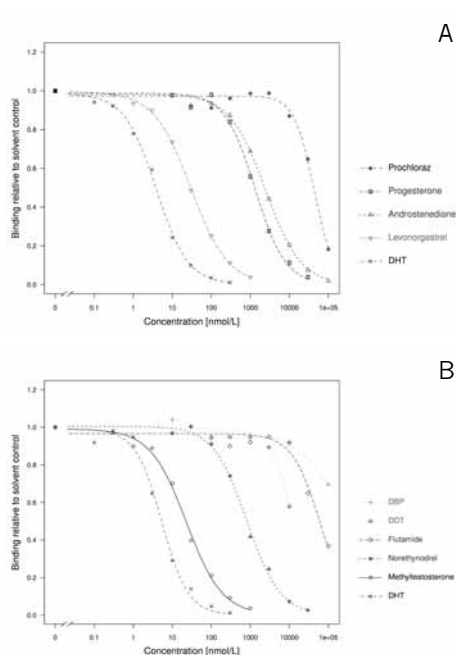 A
Binding relative to solvent control
1.2
1.0
0.8
0.6
0.4
0.2
0.0
0
0.1
1
10
100
1000
10000
1e+05
Concentration [nmol/L]
Prochloraz
Progesterone
Androstenedione
Levonorgestrel
DHT
B
Binding relative to solvent control
1.2
1.0
0.8
0.6
0.4
0.2
0.0
0
0.1
1
10
100
1000
10000
1e+05
Concentration [nmol/L]
DBP
DDT
Flutamide
Norethynodrel
Methyltestosterone
DHT